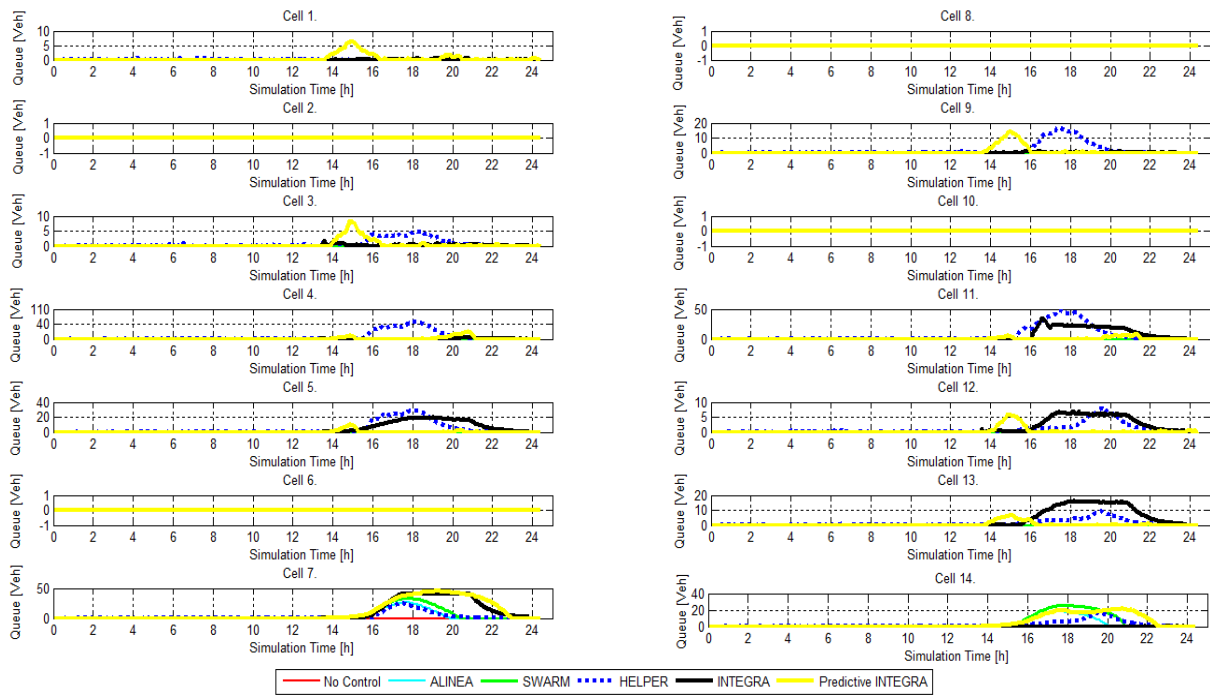 Cell 1.
Queue [Veh]
10
5
0
0 2 4 6 8 10 12 14 16 18 20 22 24
Simulation Time [h]
Cell 2.
Queue [Veh]
1
0
-1
0 2 4 6 8 10 12 14 16 18 20 22 24
Simulation Time [h]
Cell 3.
Queue [Veh]
10
5
0
0 2 4 6 8 10 12 14 16 18 20 22 24
Simulation Time [h]
Cell 4.
Queue [Veh]
110
40
0
0 2 4 6 8 10 12 14 16 18 20 22 24
Simulation Time [h]
Cell 5.
Queue [Veh]
40
20
0
0 2 4 6 8 10 12 14 16 18 20 22 24
Simulation Time [h]
Cell 6.
Queue [Veh]
1
0
-1
0 2 4 6 8 10 12 14 16 18 20 22 24
Simulation Time [h]
Cell 7.
Queue [Veh]
50
0
0 2 4 6 8 10 12 14 16 18 20 22 24
Simulation Time [h]
Cell 8.
Queue [Veh]
1
0
-1
0 2 4 6 8 10 12 14 16 18 20 22 24
Simulation Time [h]
Cell 9.
Queue [Veh]
20
10
0
0 2 4 6 8 10 12 14 16 18 20 22 24
Simulation Time [h]
Cell 10.
Queue [Veh]
1
0
-1
0 2 4 6 8 10 12 14 16 18 20 22 24
Simulation Time [h]
Cell 11.
Queue [Veh]
50
0
0 2 4 6 8 10 12 14 16 18 20 22 24
Simulation Time [h]
Cell 12.
Queue [Veh]
10
5
0
0 2 4 6 8 10 12 14 16 18 20 22 24
Simulation Time [h]
Cell 13.
Queue [Veh]
20
10
0
0 2 4 6 8 10 12 14 16 18 20 22 24
Simulation Time [h]
Cell 14.
Queue [Veh]
40
20
0
0 2 4 6 8 10 12 14 16 18 20 22 24
Simulation Time [h]
No Control ALINEA SWARM HELPER INTEGRA Predictive INTEGRA